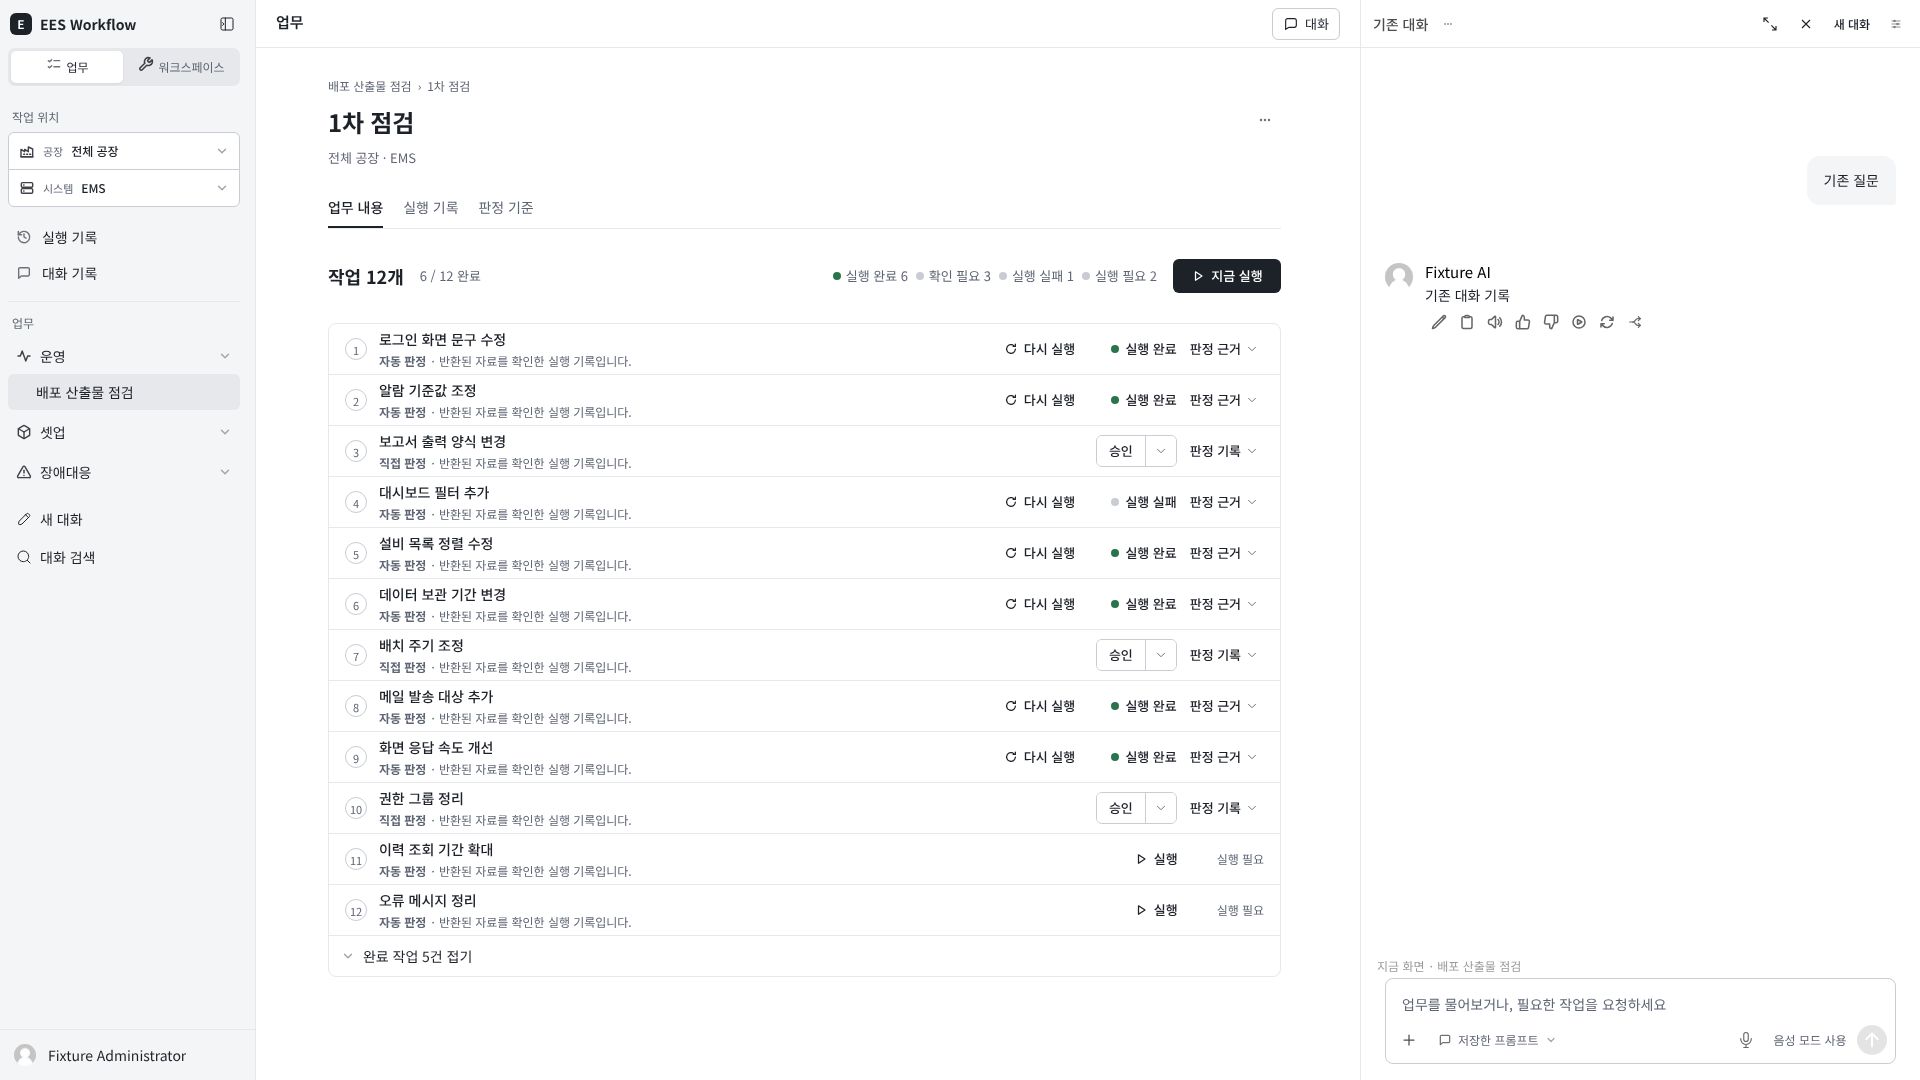 E EES Workflow
업무 워크스페이스
작업 위치
공장 전체 공장
시스템 EMS
실행 기록
대화 기록
업무
운영
배포 산출물 점검
셋업
장애대응
새 대화
대화 검색
Fixture Administrator
업무
대화
배포 산출물 점검 › 1차 점검
1차 점검
전체 공장 · EMS
업무 내용 실행 기록 판정 기준
작업 12개 6 / 12 완료 실행 완료 6 확인 필요 3 실행 실패 1 실행 필요 2 지금 실행
1 로그인 화면 문구 수정
자동 판정 · 반환된 자료를 확인한 실행 기록입니다.
다시 실행 실행 완료 판정 근거
2 알람 기준값 조정
자동 판정 · 반환된 자료를 확인한 실행 기록입니다.
다시 실행 실행 완료 판정 근거
3 보고서 출력 양식 변경
직접 판정 · 반환된 자료를 확인한 실행 기록입니다.
승인 판정 기록
4 대시보드 필터 추가
자동 판정 · 반환된 자료를 확인한 실행 기록입니다.
다시 실행 실행 실패 판정 근거
5 설비 목록 정렬 수정
자동 판정 · 반환된 자료를 확인한 실행 기록입니다.
다시 실행 실행 완료 판정 근거
6 데이터 보관 기간 변경
자동 판정 · 반환된 자료를 확인한 실행 기록입니다.
다시 실행 실행 완료 판정 근거
7 배치 주기 조정
직접 판정 · 반환된 자료를 확인한 실행 기록입니다.
승인 판정 기록
8 메일 발송 대상 추가
자동 판정 · 반환된 자료를 확인한 실행 기록입니다.
다시 실행 실행 완료 판정 근거
9 화면 응답 속도 개선
자동 판정 · 반환된 자료를 확인한 실행 기록입니다.
다시 실행 실행 완료 판정 근거
10 권한 그룹 정리
직접 판정 · 반환된 자료를 확인한 실행 기록입니다.
승인 판정 기록
11 이력 조회 기간 확대
자동 판정 · 반환된 자료를 확인한 실행 기록입니다.
실행 실행 필요
12 오류 메시지 정리
자동 판정 · 반환된 자료를 확인한 실행 기록입니다.
실행 실행 필요
완료 작업 5건 접기
기존 대화 ··· 새 대화
기존 질문
Fixture AI
기존 대화 기록
지금 화면 · 배포 산출물 점검
업무를 물어보거나, 필요한 작업을 요청하세요
저장한 프롬프트 음성 모드 사용